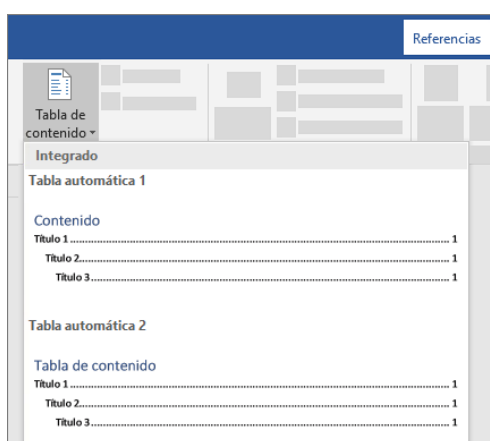 Referencias
Tabla de
contenido
Integrado
Tabla automática 1
Contenido
Título 1 ........................................................ 1
Título 2........................................................ 1
Título 3........................................................ 1
Tabla automática 2
Tabla de contenido
Título 1 ........................................................ 1
Título 2........................................................ 1
Título 3........................................................ 1